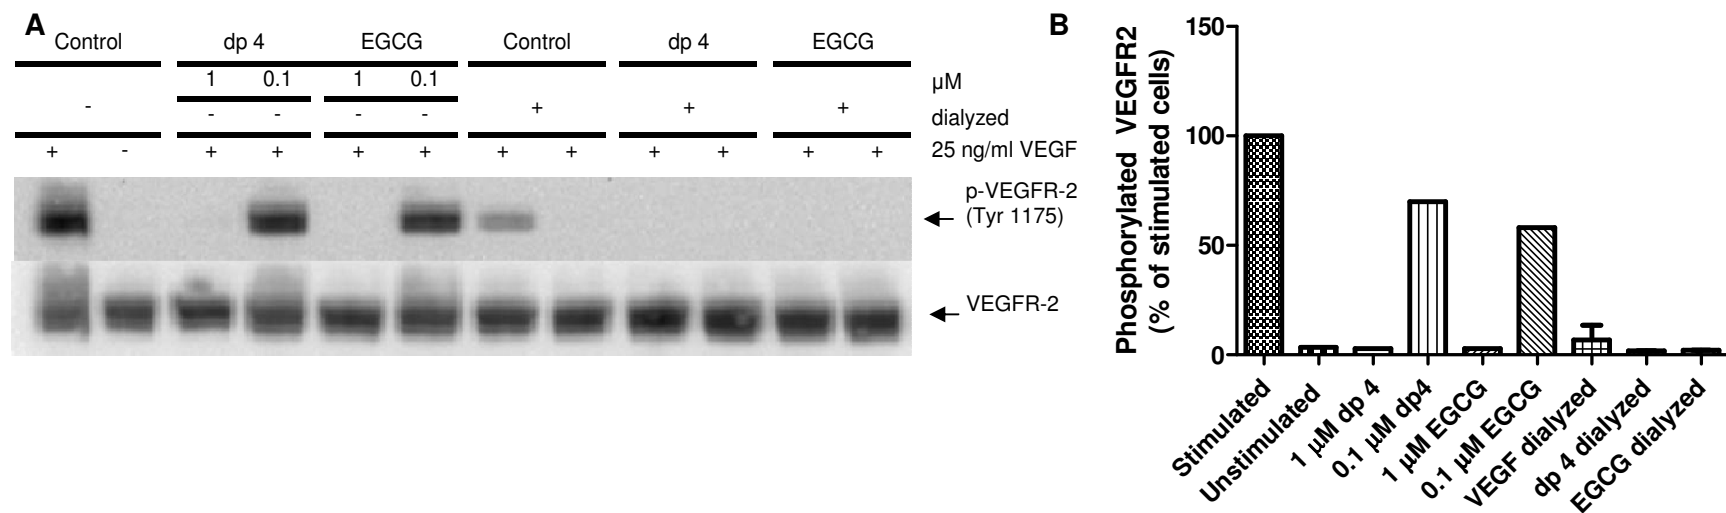 A
Control dp 4 EGCG Control dp 4 EGCG
1 0.1 1 0.1 µM
- + + +
- - - - dialyzed
+ - + + + + + + + + + + 25 ng/ml VEGF
p-VEGFR-2
(Tyr 1175)
VEGFR-2
B
Phosphorylated VEGFR2
(% of stimulated cells)
150
100
50
0
Stimulated
Unstimulated
1 µM dp 4
0.1 µM dp4
1 µM EGCG
0.1 µM EGCG
VEGF dialyzed
dp 4 dialyzed
EGCG dialyzed